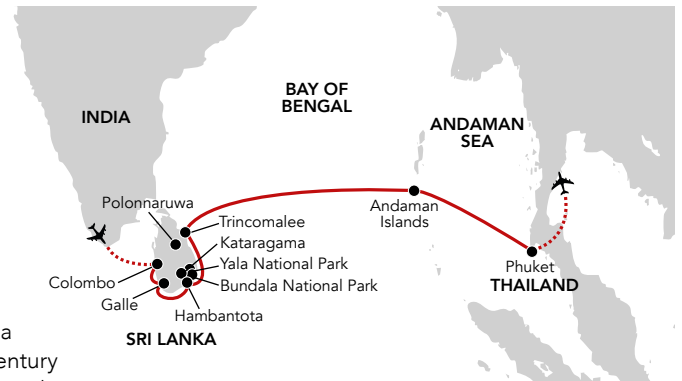 BAY OF
BENGAL
INDIA
ANDAMAN
SEA
Polonnaruwa
Andaman
Islands
Trincomalee
Kataragama
Yala National Park
Bundala National Park
Phuket
THAILAND
Colombo
Galle
Hambantota
SRI LANKA
a
entury